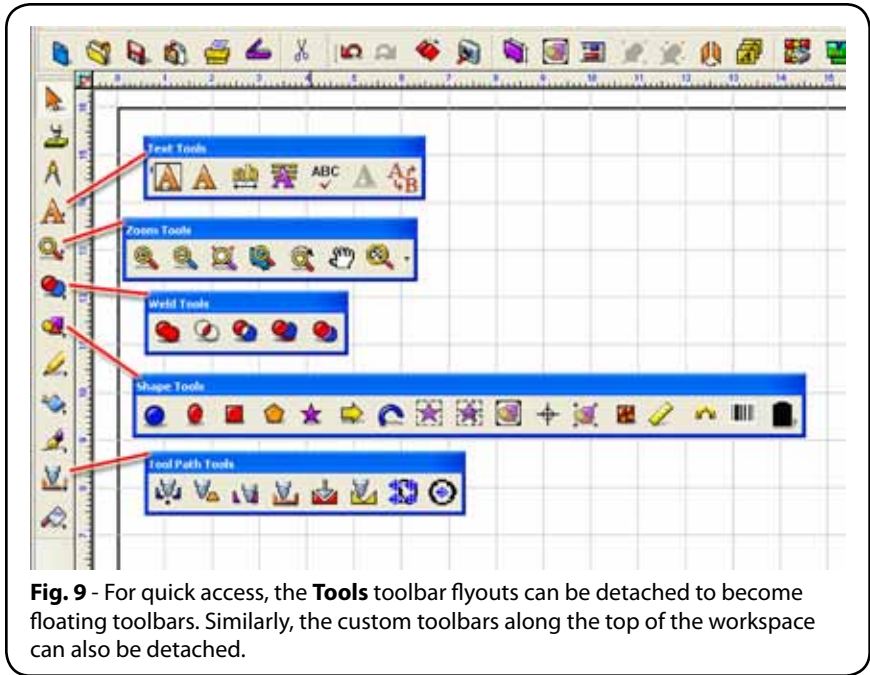 Text Tools
ab
ABC
Zoom Tools
Weld Tools
Shape Tools
Tool Path Tools
Fig. 9 - For quick access, the Tools toolbar flyouts can be detached to become
floating toolbars. Similarly, the custom toolbars along the top of the workspace
can also be detached.